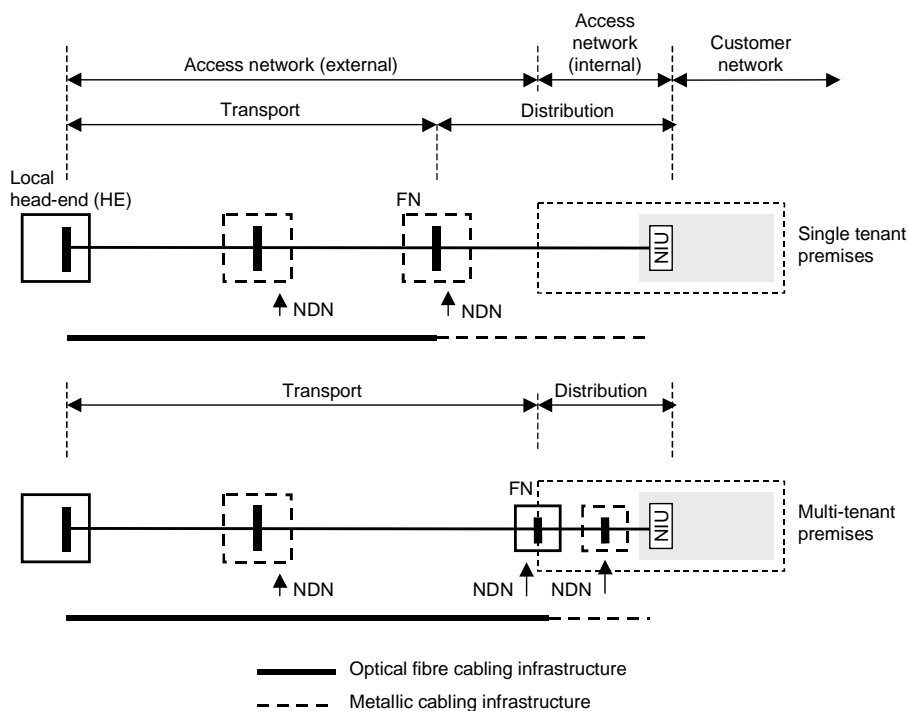 Access
network
(internal)
Customer
network
Access network (external)
Transport
Distribution
Local
head-end (HE)
FN
NIU
Single tenant
premises
NDN
NDN
Transport
Distribution
FN
NIU
Multi-tenant
premises
NDN
NDN
NDN
Optical fibre cabling infrastructure
Metallic cabling infrastructure